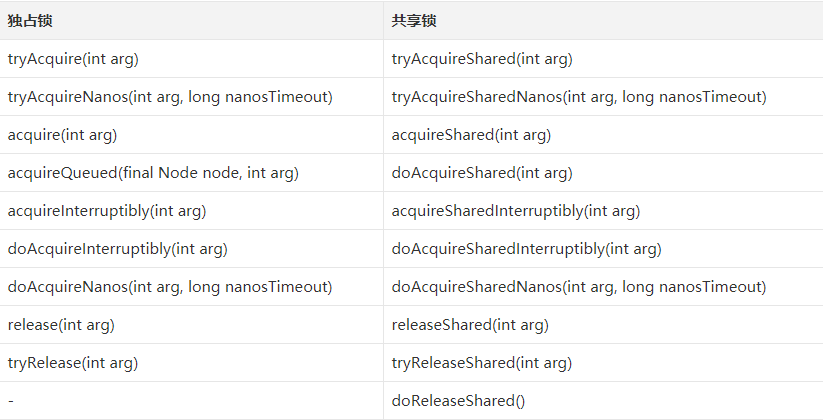 独占锁 共享锁
tryAcquire(int arg) tryAcquireShared(int arg)
tryAcquireNanos(int arg, long nanosTimeout) tryAcquireSharedNanos(int arg, long nanosTimeout)
acquire(int arg) acquireShared(int arg)
acquireQueued(final Node node, int arg) doAcquireShared(int arg)
acquireInterruptibly(int arg) acquireSharedInterruptibly(int arg)
doAcquireInterruptibly(int arg) doAcquireSharedInterruptibly(int arg)
doAcquireNanos(int arg, long nanosTimeout) doAcquireSharedNanos(int arg, long nanosTimeout)
release(int arg) releaseShared(int arg)
tryRelease(int arg) tryReleaseShared(int arg)
- doReleaseShared()